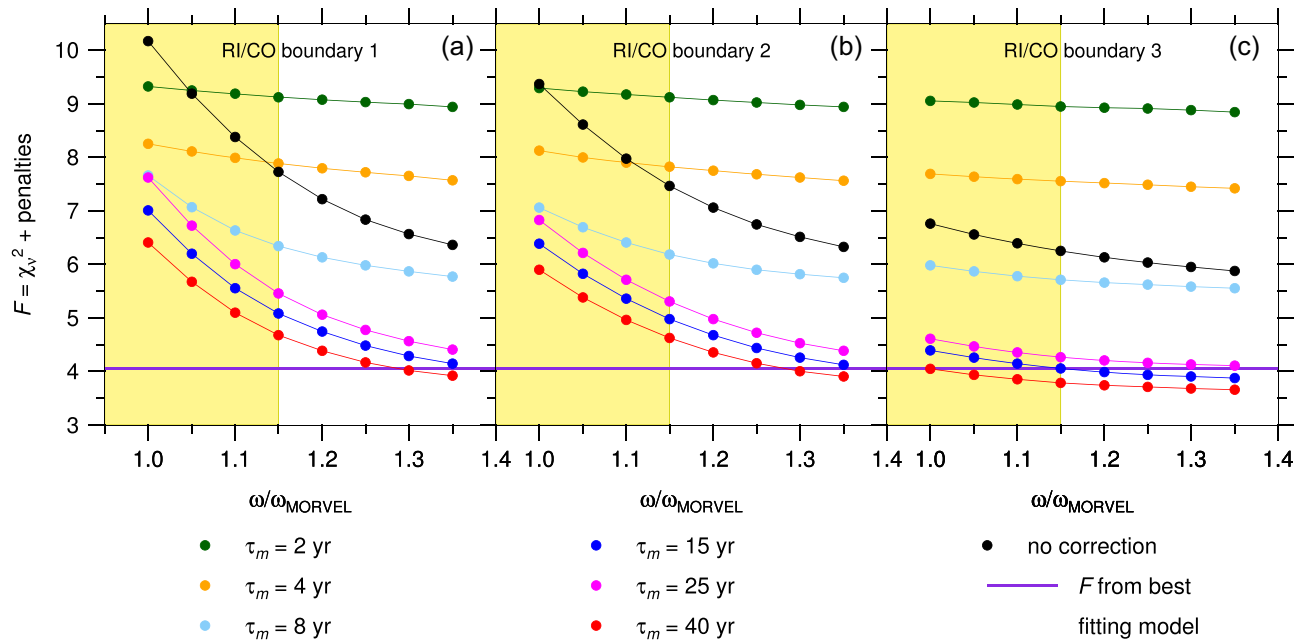 RI/CO boundary 1 (a) RI/CO boundary 2 (b) RI/CO boundary 3 (c)
10
9
8
7
6
5
4
3
F = χν² + penalties
1.0 1.1 1.2 1.3 1.4 1.0 1.1 1.2 1.3 1.4 1.0 1.1 1.2 1.3 1.4
ω/ωMORVEL ω/ωMORVEL ω/ωMORVEL
τm = 2 yr τm = 15 yr no correction
τm = 4 yr τm = 25 yr F from best
τm = 8 yr τm = 40 yr fitting model